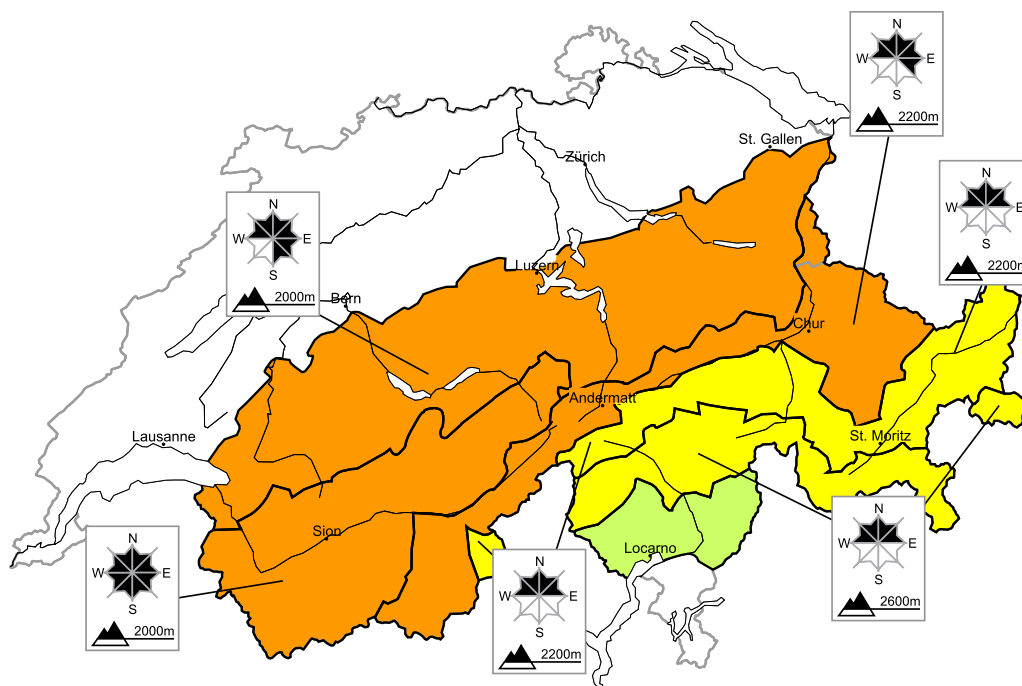 N
W E
S
2200m
St. Gallen
Zürich
N
W E
S
2200m
N
W E
S
2000m
Luzern
Bern
Chur
Andermatt
Lausanne
St. Moritz
Sion
Locarno
N
W E
S
2600m
N
W E
S
2000m
N
W E
S
2200m